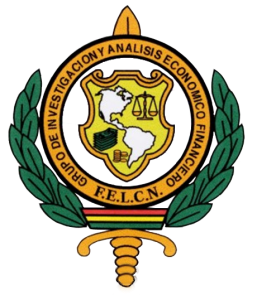 GRUPO DE INVESTIGACION Y ANALISIS ECONOMICO FINANCIERO
F.E.L.C.N.